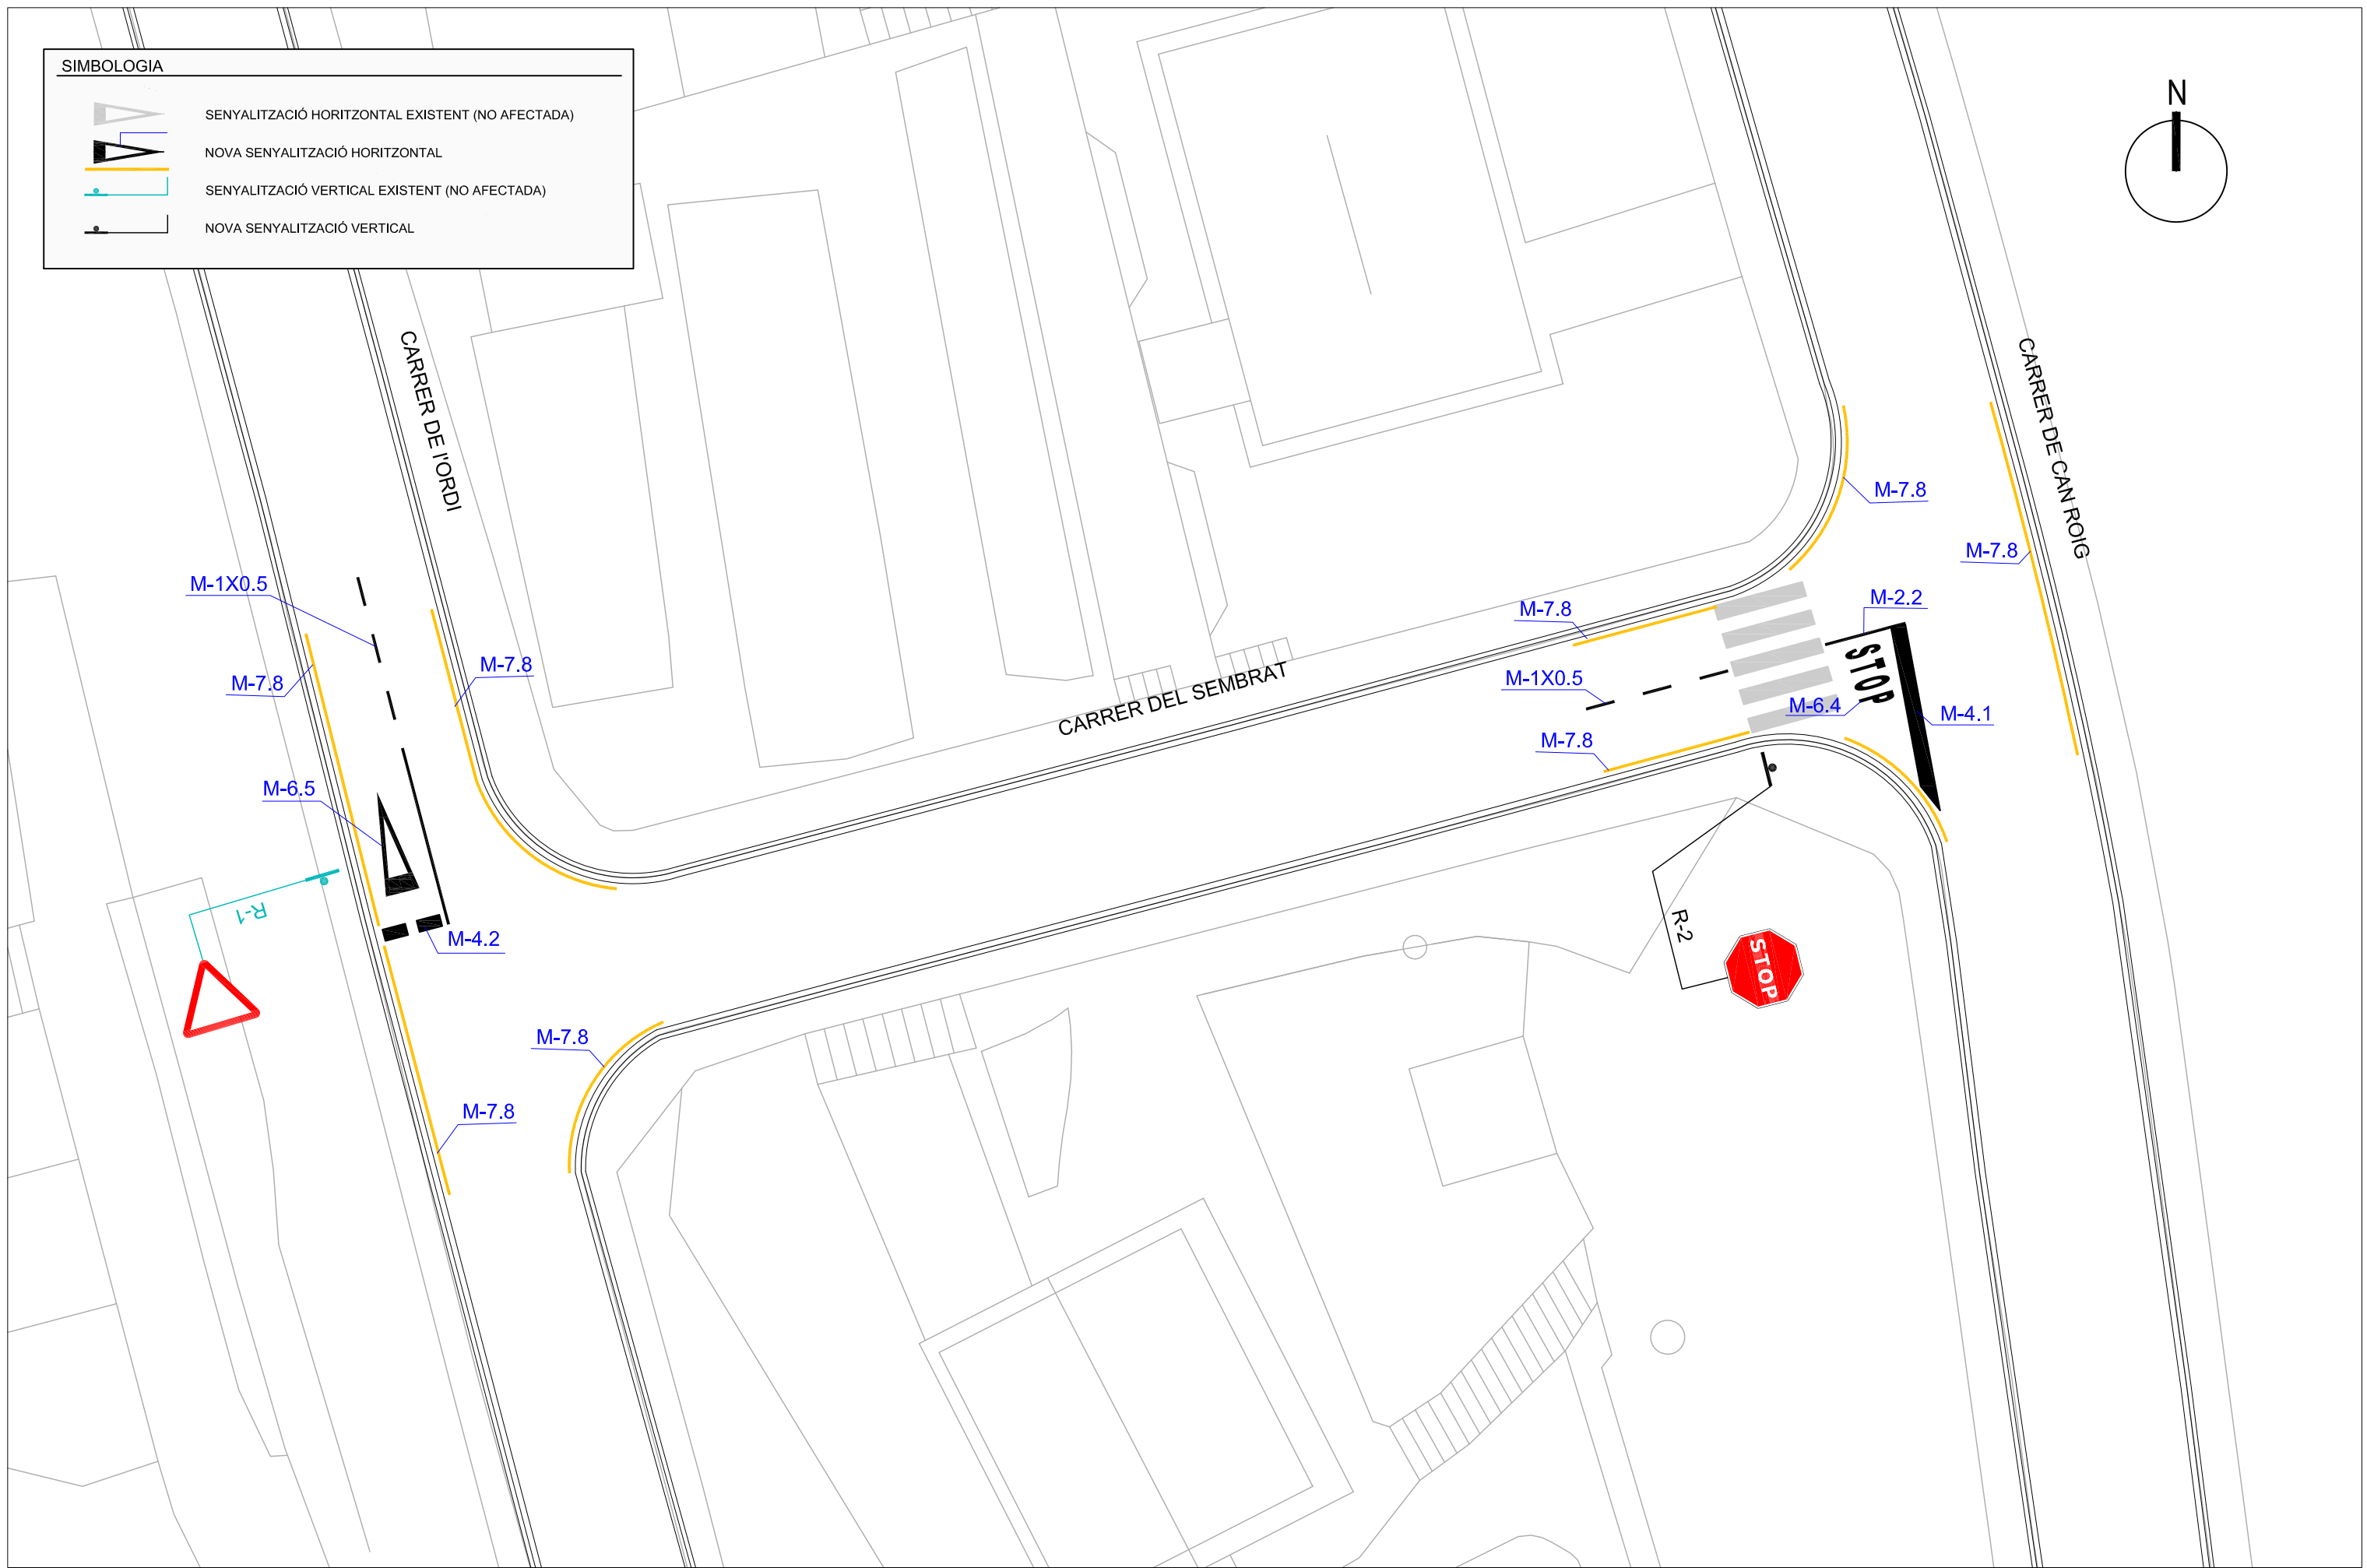 SIMBOLOGIA
SENYALITZACIÓ HORITZONTAL EXISTENT (NO AFECTADA)
NOVA SENYALITZACIÓ HORITZONTAL
SENYALITZACIÓ VERTICAL EXISTENT (NO AFECTADA)
NOVA SENYALITZACIÓ VERTICAL
N
CARRER DE l'ORDI
CARRER DE CAN ROIG
M-7.8
M-7.8
M-1X0.5
M-7.8
M-2.2
M-7.8
M-7.8
STOP
M-1X0.5
CARRER DEL SEMBRAT
M-6.4
M-4.1
M-7.8
M-6.5
R-1
M-4.2
R-2
STOP
M-7.8
M-7.8